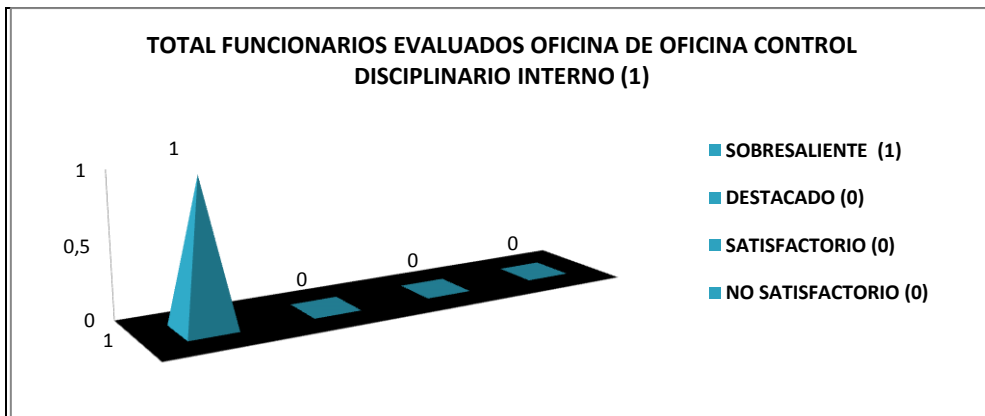 TOTAL FUNCIONARIOS EVALUADOS OFICINA DE OFICINA CONTROL
DISCIPLINARIO INTERNO (1)
1
0,5
0
1
1
0
0
0
SOBRESALIENTE (1)
DESTACADO (0)
SATISFACTORIO (0)
NO SATISFACTORIO (0)